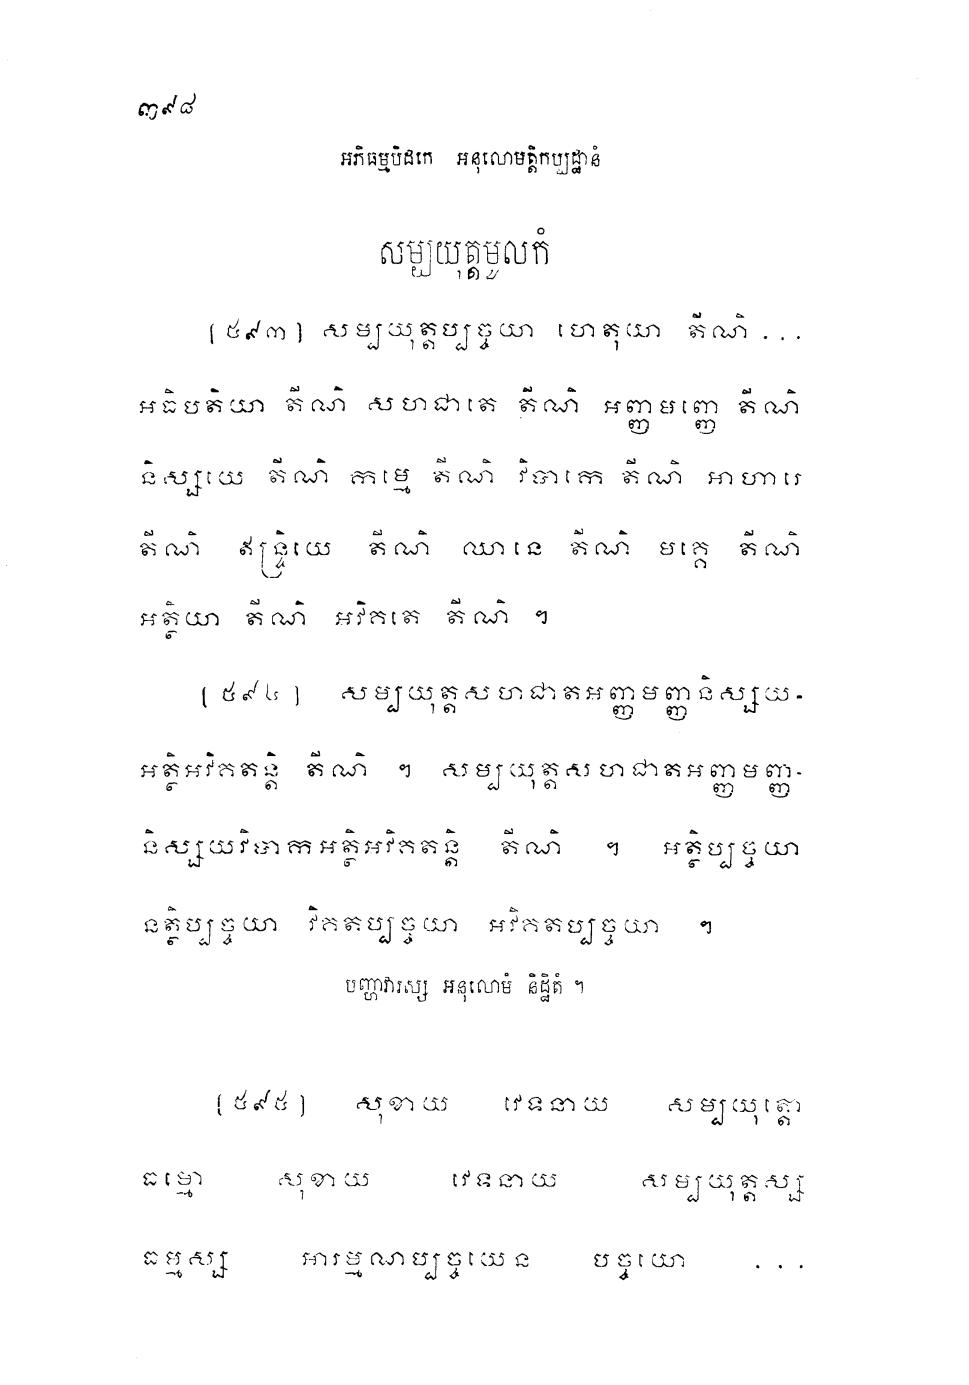 ៣៩៨
អភិធម្មបិដកេ អនុលោមត្តិកប្បដ្ឋានំ
សម្បយុត្តមូលកំ
[៥៩៣] សម្បយុត្តប្បច្ចយា ហេតុយា តីណិ ...
អធិបតិយា តីណិ សហជាតេ តីណិ អញ្ញមញ្ញេ តីណិ
និស្សយេ តីណិ កម្មេ តីណិ វិបាកេ តីណិ អាហារេ
តីណិ ឥន្ទ្រិយេ តីណិ ឈានេ តីណិ មគ្គេ តីណិ
អត្ថិយា តីណិ អវិគតេ តីណិ ។
[៥៩៤] សម្បយុត្តសហជាតអញ្ញមញ្ញនិស្សយ-
អត្ថិអវិគតន្តិ តីណិ ។ សម្បយុត្តសហជាតអញ្ញមញ្ញ-
និស្សយវិបាកអត្ថិអវិគតន្តិ តីណិ ។ អត្ថិប្បច្ចយា
នត្ថិប្បច្ចយា វិគតប្បច្ចយា អវិគតប្បច្ចយា ។
បញ្ហាវារស្ស អនុលោមំ និដ្ឋិតំ ។
[៥៩៥] សុខាយ វេទនាយ សម្បយុត្តោ
ធម្មោ សុខាយ វេទនាយ សម្បយុត្តស្ស
ធម្មស្ស អារម្មណប្បច្ចយេន បច្ចយោ ...